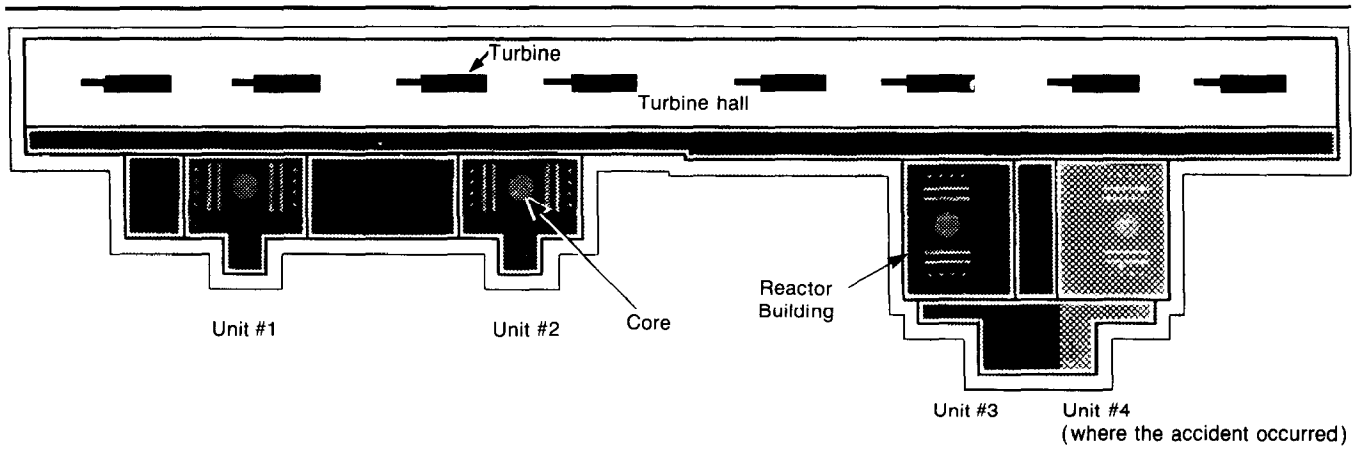 Turbine
Turbine hall
Reactor
Building
Core
Unit #1
Unit #2
Unit #3
Unit #4
(where the accident occurred)